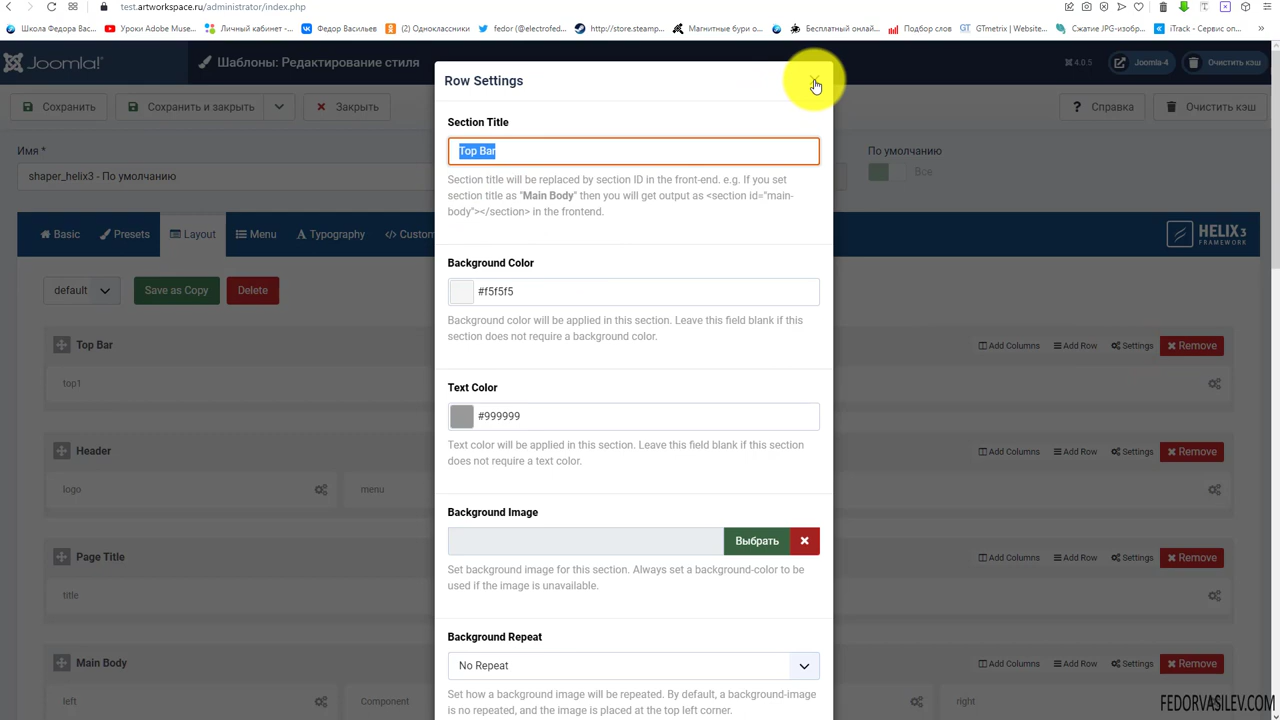 test.artworkspace.ru/administrator/index.php
Школа Федора Вась...
Уроки Adobe Muse...
Личный кабинет -...
Федор Васильев
(2) Одноклассники
fedor (@electrofed...
http://store.steamp...
Магнитные бури о...
Бесплатный онлай...
Подбор слов
GTmetrix | Website...
Сжатие JPG-изобр...
iTrack - Сервис оп...
Joomla!
Шаблоны: Редактирование стиля
4.0.5
Joomla-4
Очистить кэш
Сохранить
Сохранить и закрыть
Закрыть
Справка
Очистить кэш
Имя *
shaper_helix3 - По умолчанию
По умолчанию
Все
Basic
Presets
Layout
Menu
Typography
Custom
HELIX3
FRAMEWORK
default
Save as Copy
Delete
Top Bar
Add Columns
Add Row
Settings
Remove
top1
Header
Add Columns
Add Row
Settings
Remove
logo
menu
Page Title
Add Columns
Add Row
Settings
Remove
title
Main Body
Add Columns
Add Row
Settings
Remove
left
Component
right
Row Settings
Section Title
Top Bar
Section title will be replaced by section ID in the front-end. e.g. If you set
section title as "Main Body" then you will get output as <section id="main-
body"></section> in the frontend.
Background Color
#f5f5f5
Background color will be applied in this section. Leave this field blank if this
section does not require a background color.
Text Color
#999999
Text color will be applied in this section. Leave this field blank if this section
does not require a text color.
Background Image
Выбрать
Set background image for this section. Always set a background-color to be
used if the image is unavailable.
Background Repeat
No Repeat
Set how a background image will be repeated. By default, a background-image
is no repeated, and the image is placed at the top left corner.
FEDORVASILEV.COM